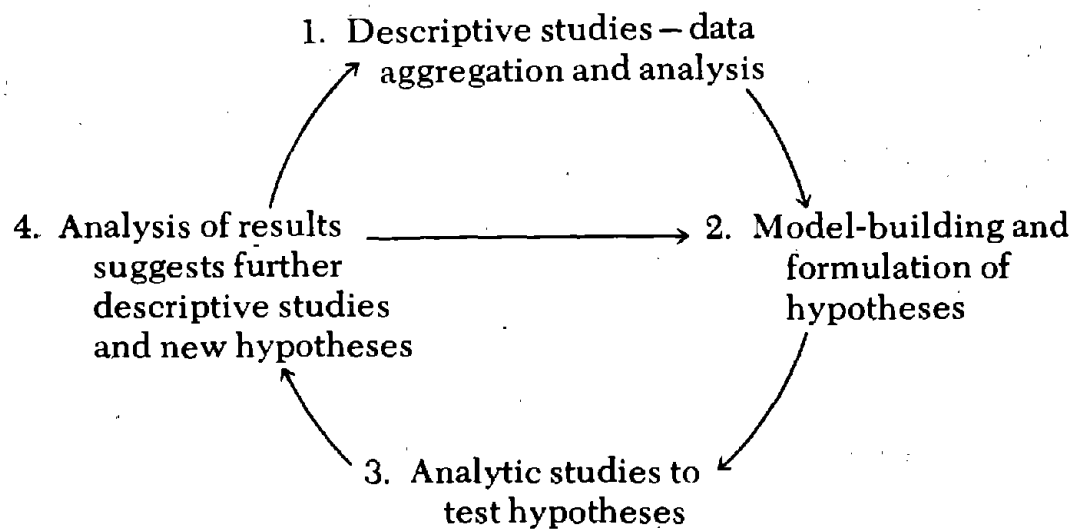 1. Descriptive studies – data
aggregation and analysis
2. Model-building and
formulation of
hypotheses
3. Analytic studies to
test hypotheses
4. Analysis of results
suggests further
descriptive studies
and new hypotheses